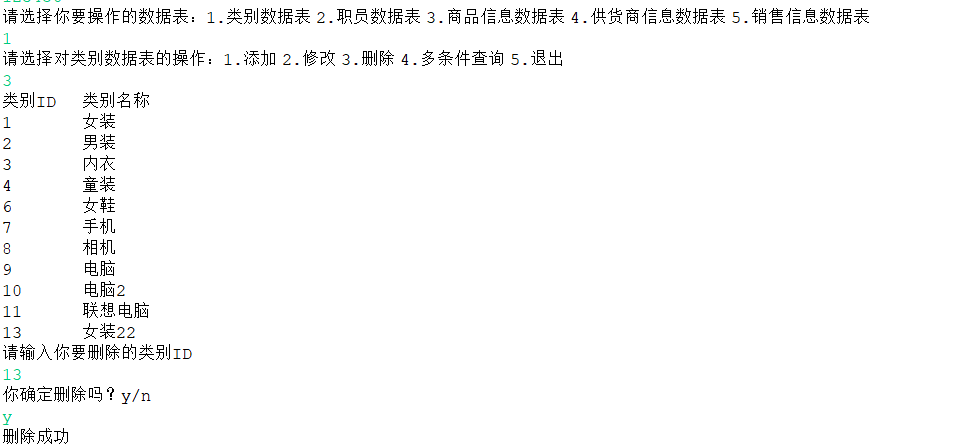 请选择你要操作的数据表：1.类别数据表 2.职员数据表 3.商品信息数据表 4.供货商信息数据表 5.销售信息数据表
1
请选择对类别数据表的操作：1.添加 2.修改 3.删除 4.多条件查询 5.退出
3
类别ID 类别名称
1 女装
2 男装
3 内衣
4 童装
6 女鞋
7 手机
8 相机
9 电脑
10 电脑2
11 联想电脑
13 女装22
请输入你要删除的类别ID
13
你确定删除吗？y/n
y
删除成功